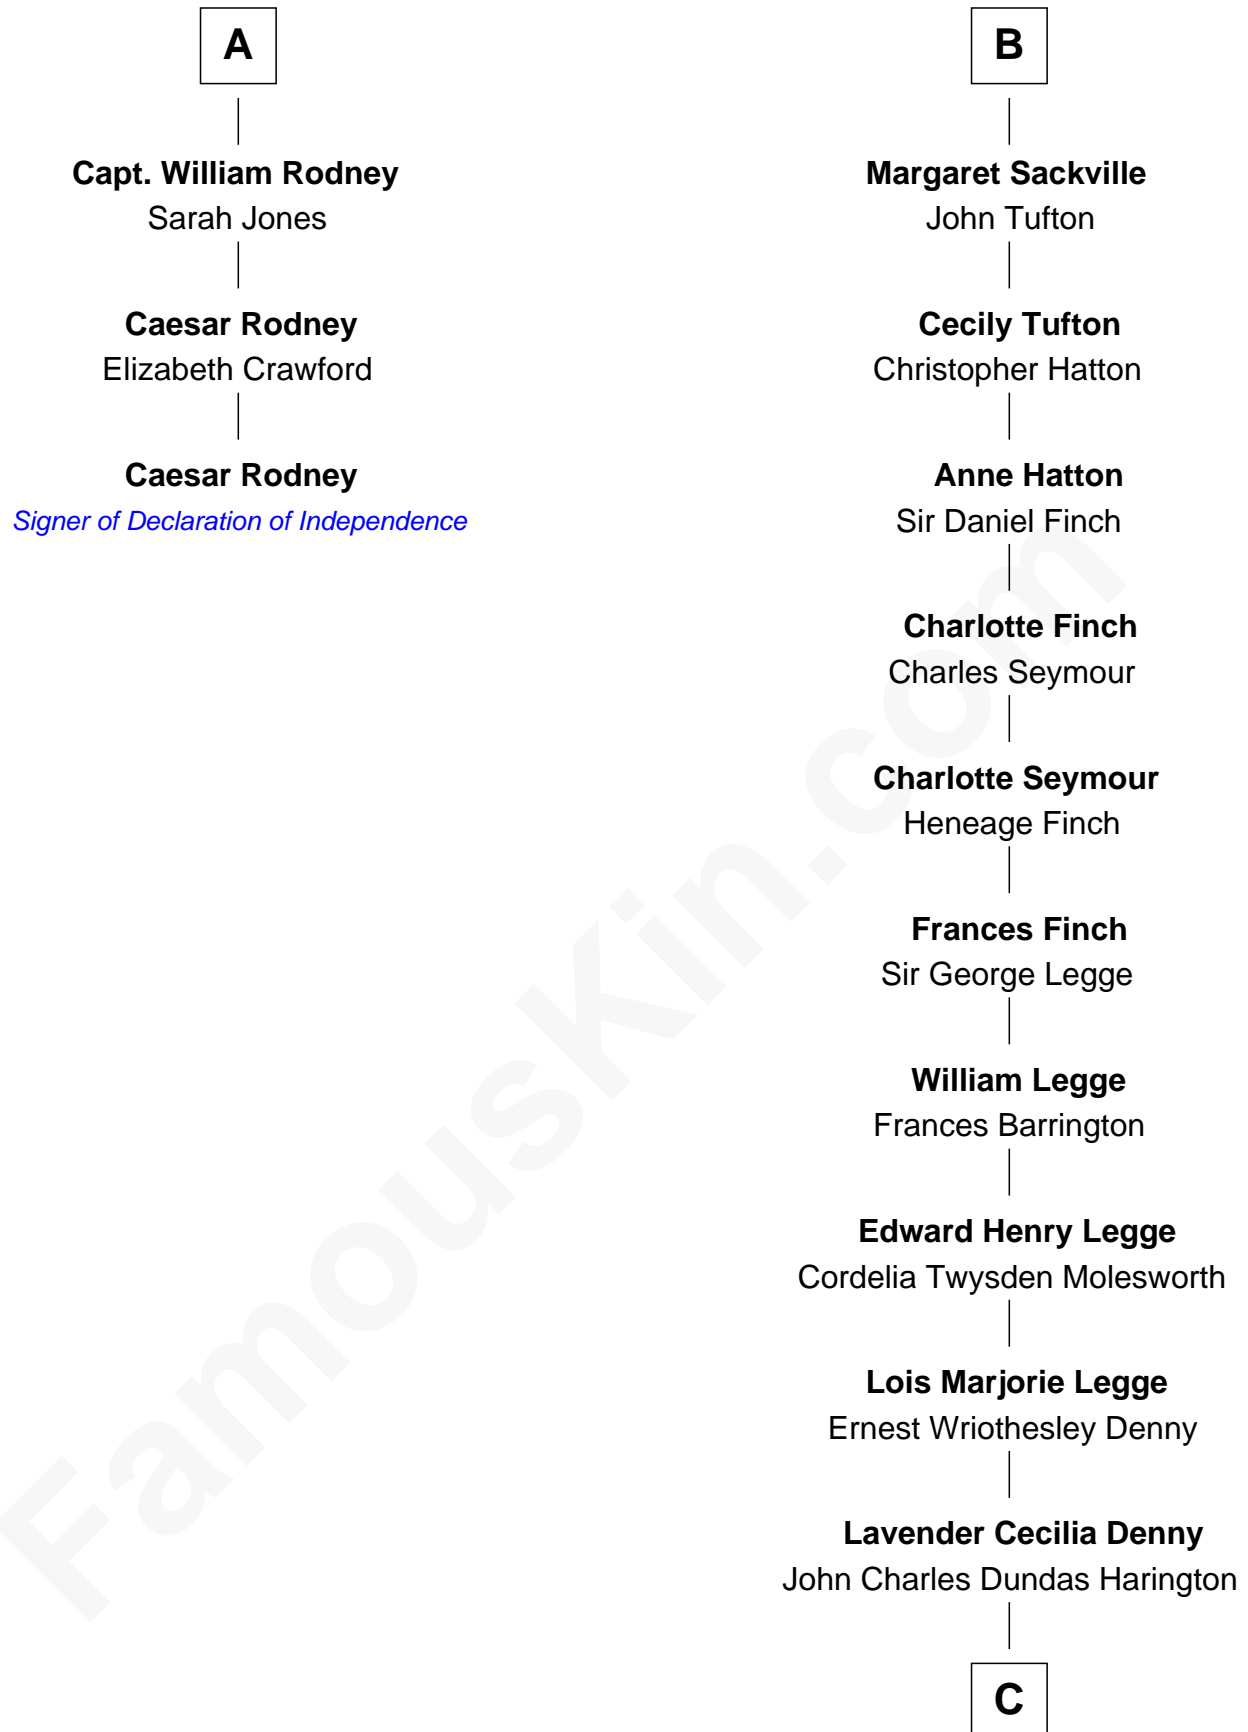 A
Capt. William Rodney
Sarah Jones
Caesar Rodney
Elizabeth Crawford
Caesar Rodney
Signer of Declaration of Independence
B
Margaret Sackville
John Tufton
Cecily Tufton
Christopher Hatton
Anne Hatton
Sir Daniel Finch
Charlotte Finch
Charles Seymour
Charlotte Seymour
Heneage Finch
Frances Finch
Sir George Legge
William Legge
Frances Barrington
Edward Henry Legge
Cordelia Twysden Molesworth
Lois Marjorie Legge
Ernest Wriothesley Denny
Lavender Cecilia Denny
John Charles Dundas Harington
C
FamousKin.com